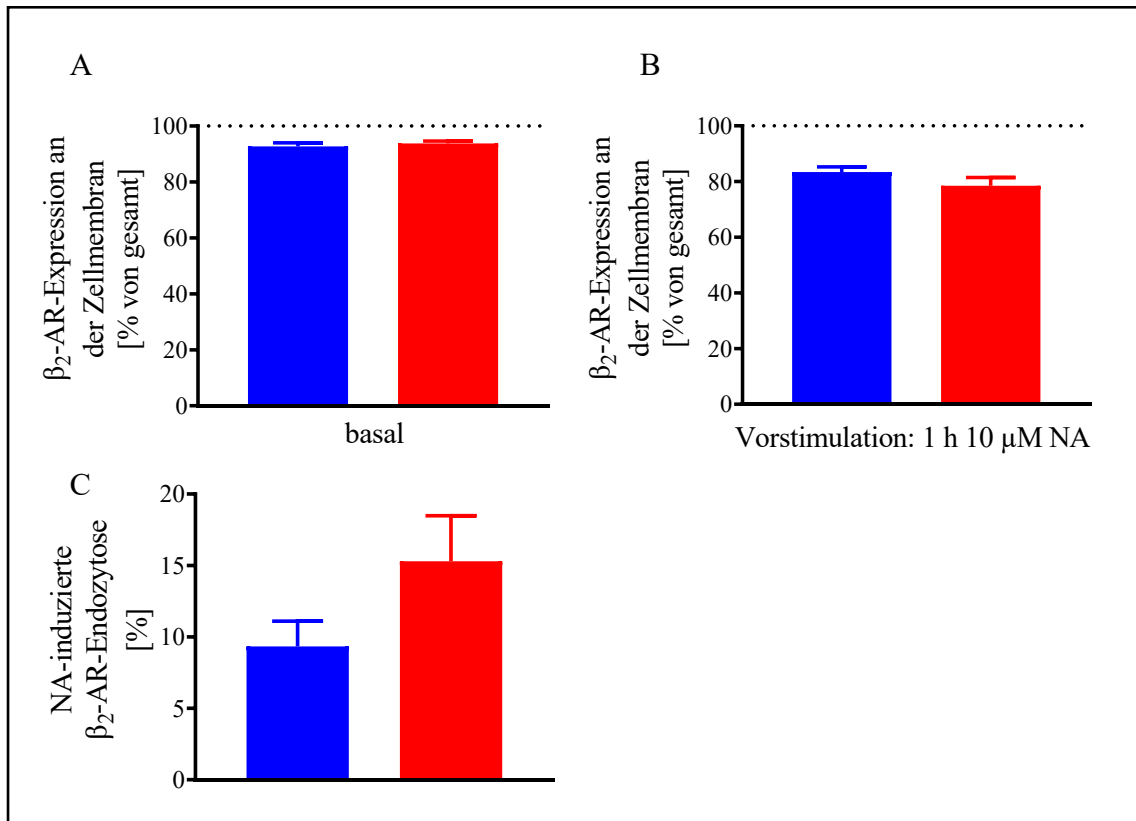 A
β₂-AR-Expression an
der Zellmembran
[% von gesamt]
100
80
60
40
20
0
basal
B
β₂-AR-Expression an
der Zellmembran
[% von gesamt]
100
80
60
40
20
0
Vorstimulation: 1 h 10 µM NA
C
NA-induzierte
β₂-AR-Endozytose
[%]
20
15
10
5
0